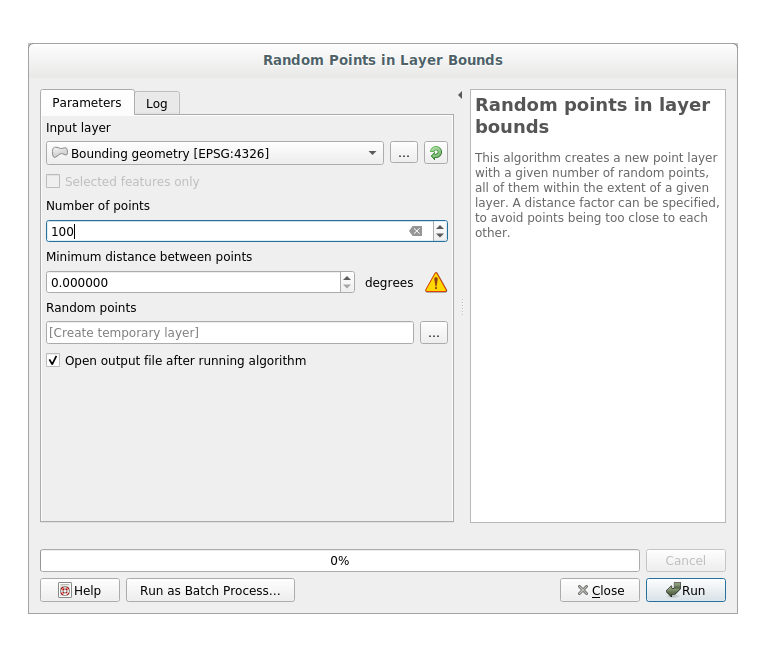 Random Points in Layer Bounds
Parameters
Log
Input layer
Bounding geometry [EPSG:4326]
...
Selected features only
Number of points
100
Minimum distance between points
0.000000
degrees
Random points
[Create temporary layer]
...
Open output file after running algorithm
Random points in layer
bounds
This algorithm creates a new point layer
with a given number of random points,
all of them within the extent of a given
layer. A distance factor can be specified,
to avoid points being too close to each
other.
0%
Cancel
Help
Run as Batch Process...
Close
Run